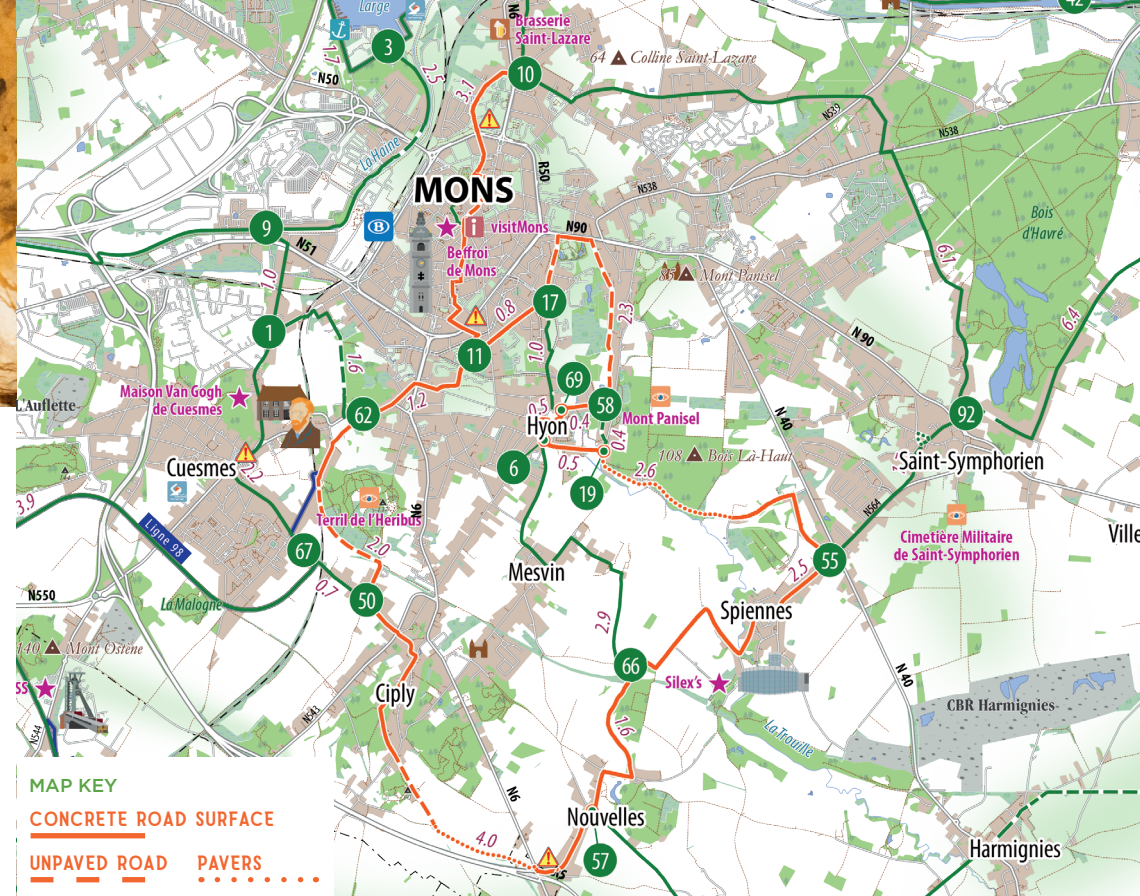 Large
3
1.7
2.5
N50
N6
Brasserie
Saint-Lazare
10
64
Colline Saint-Lazare
42
3.1
La Haine
R50
N539
N538
N538
MONS
B
i
visitMons
Beffroi
de Mons
N90
9
N51
1.0
Bois
d'Havré
Mont Panisel
6.1
17
0.8
2.3
6.4
1
11
1.6
1.0
N 90
Maison Van Gogh
de Cuesmes
L'Auflette
69
58
62
1.2
0.5
0.4
Hyon
Mont Panisel
N 40
92
0.4
6
0.5
108
Bois Là-Haut
2.6
Saint-Symphorien
Cuesmes
2.2
19
N6
3.9
Terril de l'Héribus
N564
Cimetière Militaire
de Saint-Symphorien
Ville
Ligne 98
67
2.0
55
2.5
Mesvin
0.7
50
N550
La Malogne
Spiennes
2.9
140
Mont Ostène
66
Silex's
N 40
SS
Ciply
CBR Harmignies
N543
N544
1.6
La Trouille
MAP KEY
CONCRETE ROAD SURFACE
UNPAVED ROAD
PAVERS
N6
Nouvelles
4.0
57
Harmignies